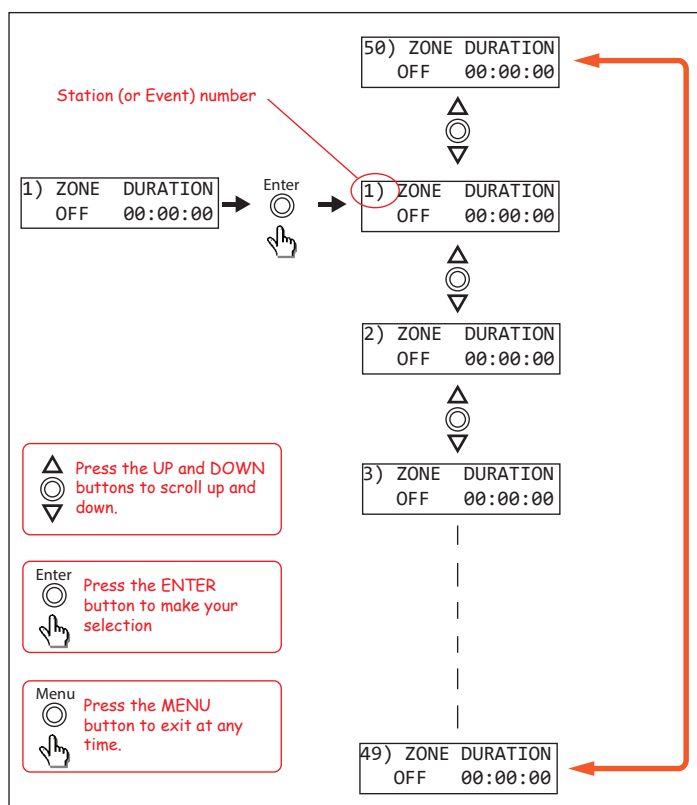 50) ZONE DURATION
OFF 00:00:00
Station (or Event) number
1) ZONE DURATION
OFF 00:00:00
Enter
1) ZONE DURATION
OFF 00:00:00
2) ZONE DURATION
OFF 00:00:00
3) ZONE DURATION
OFF 00:00:00
Press the UP and DOWN
buttons to scroll up and
down.
Enter
Press the ENTER
button to make your
selection
Menu
Press the MENU
button to exit at any
time.
49) ZONE DURATION
OFF 00:00:00